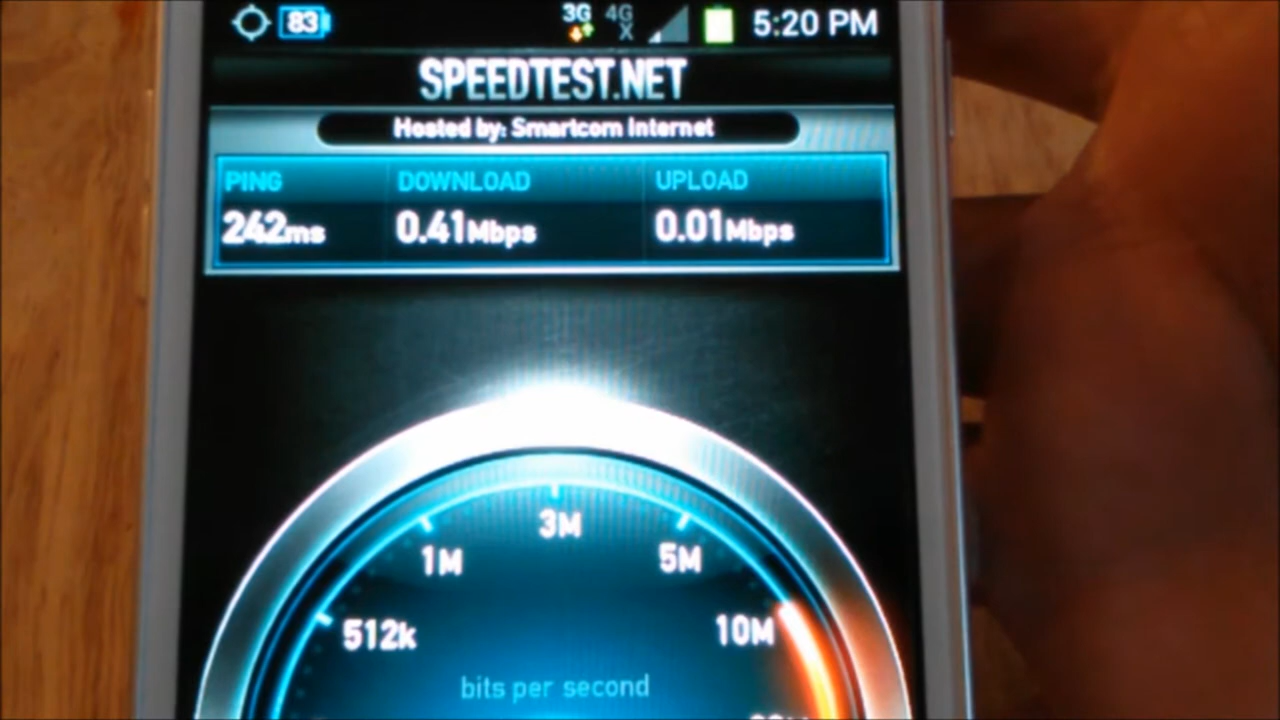 83 3G 4G X 5:20 PM
SPEEDTEST.NET
Hosted by: Smartcom Internet
PING DOWNLOAD UPLOAD
242ms 0.41Mbps 0.01Mbps
3M
1M 5M
512k 10M
bits per second